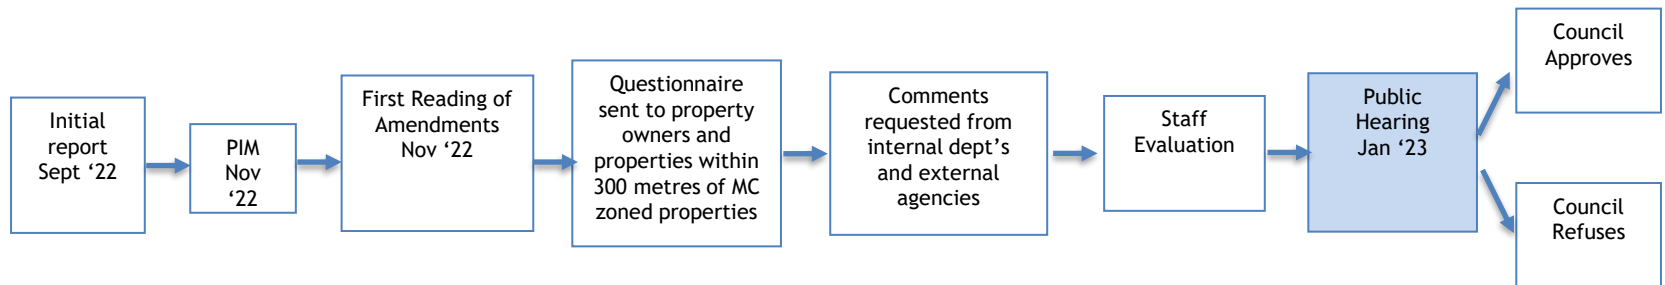 Initial
report
Sept ‘22
PIM
Nov
‘22
First Reading of
Amendments
Nov ‘22
Questionnaire
sent to property
owners and
properties within
300 metres of MC
zoned properties
Comments
requested from
internal dept’s
and external
agencies
Staff
Evaluation
Public
Hearing
Jan ‘23
Council
Approves
Council
Refuses